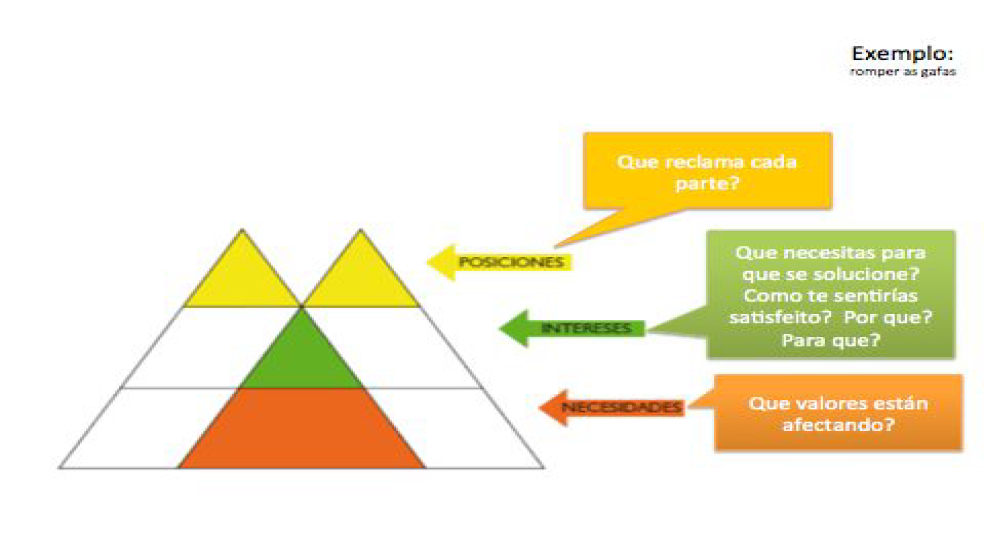 Exemplo:
romper as gafas
Que reclama cada
parte?
POSICIONES
Que necesitas para
que se solucione?
Como te sentirías
satisfeito? Por que?
Para que?
INTERESES
NECESIDADES
Que valores están
afectando?